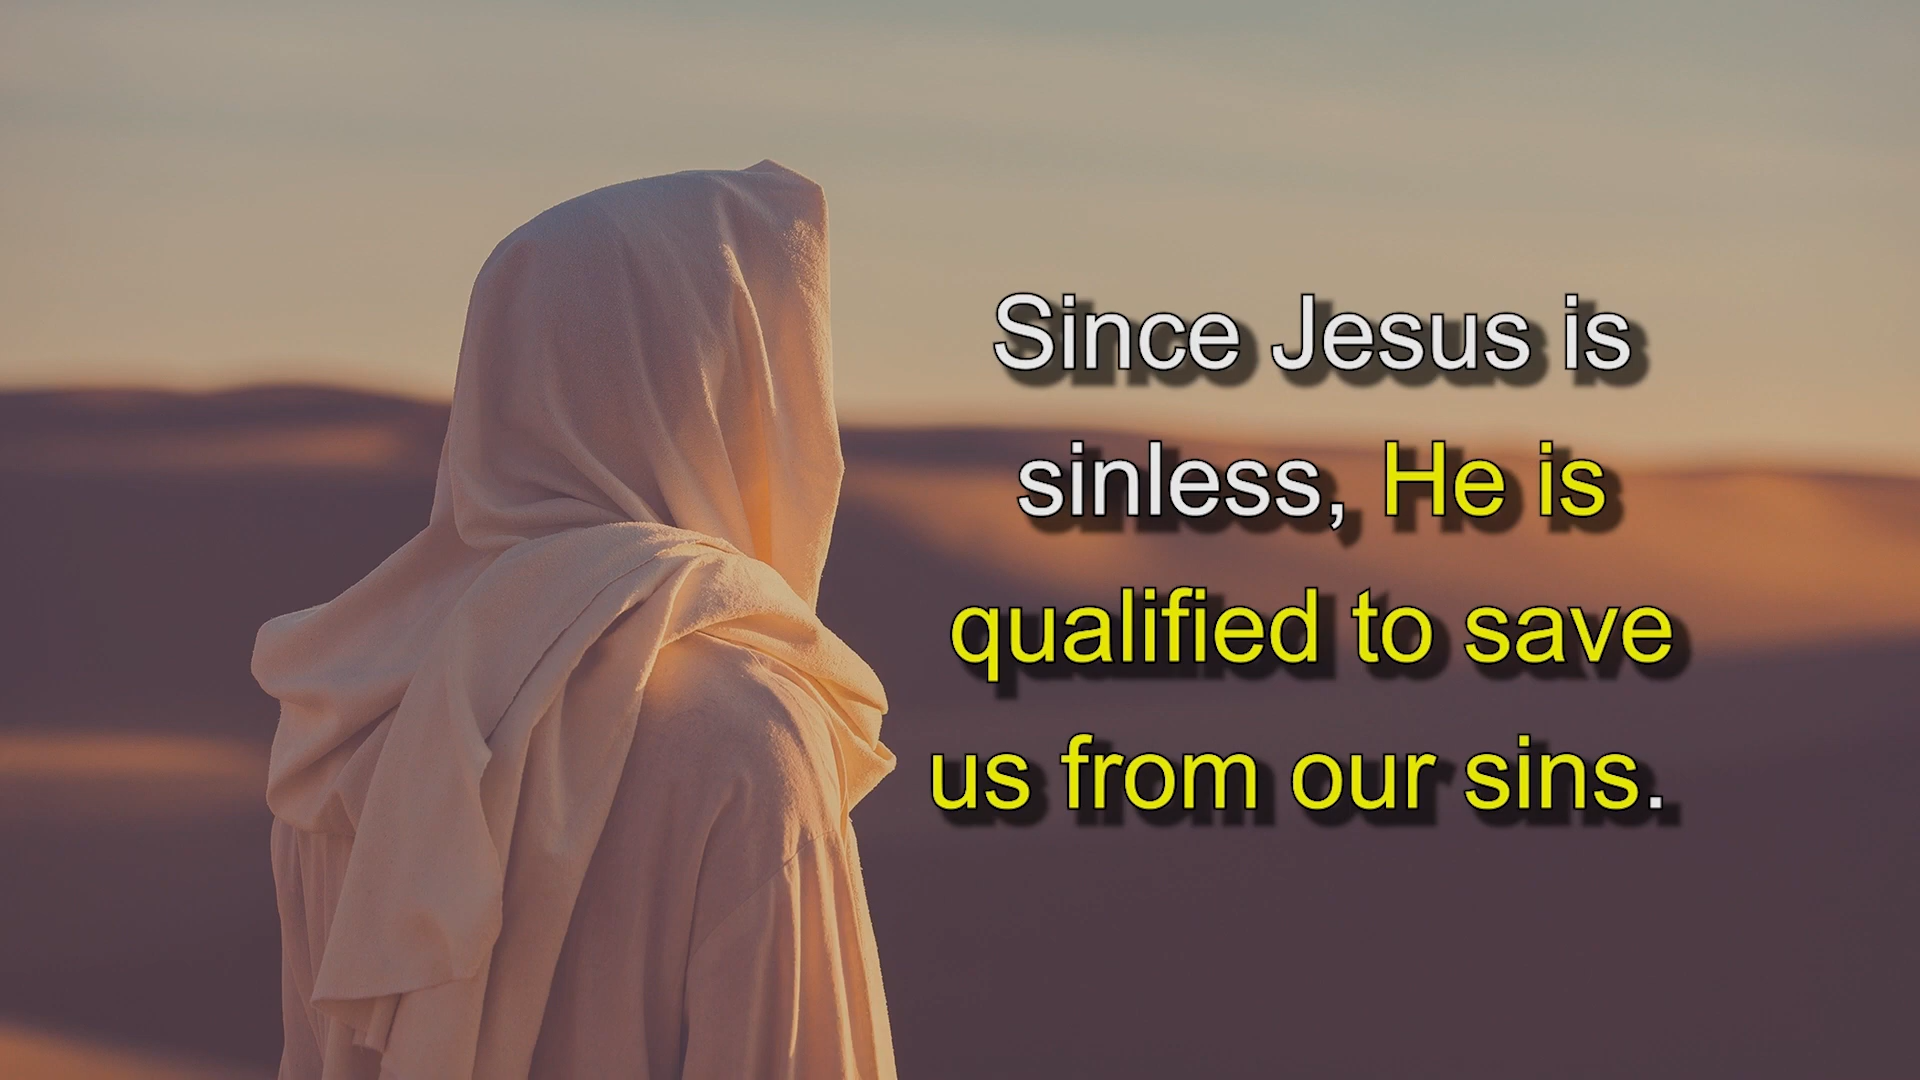 Since Jesus is
sinless, He is
qualified to save
us from our sins.